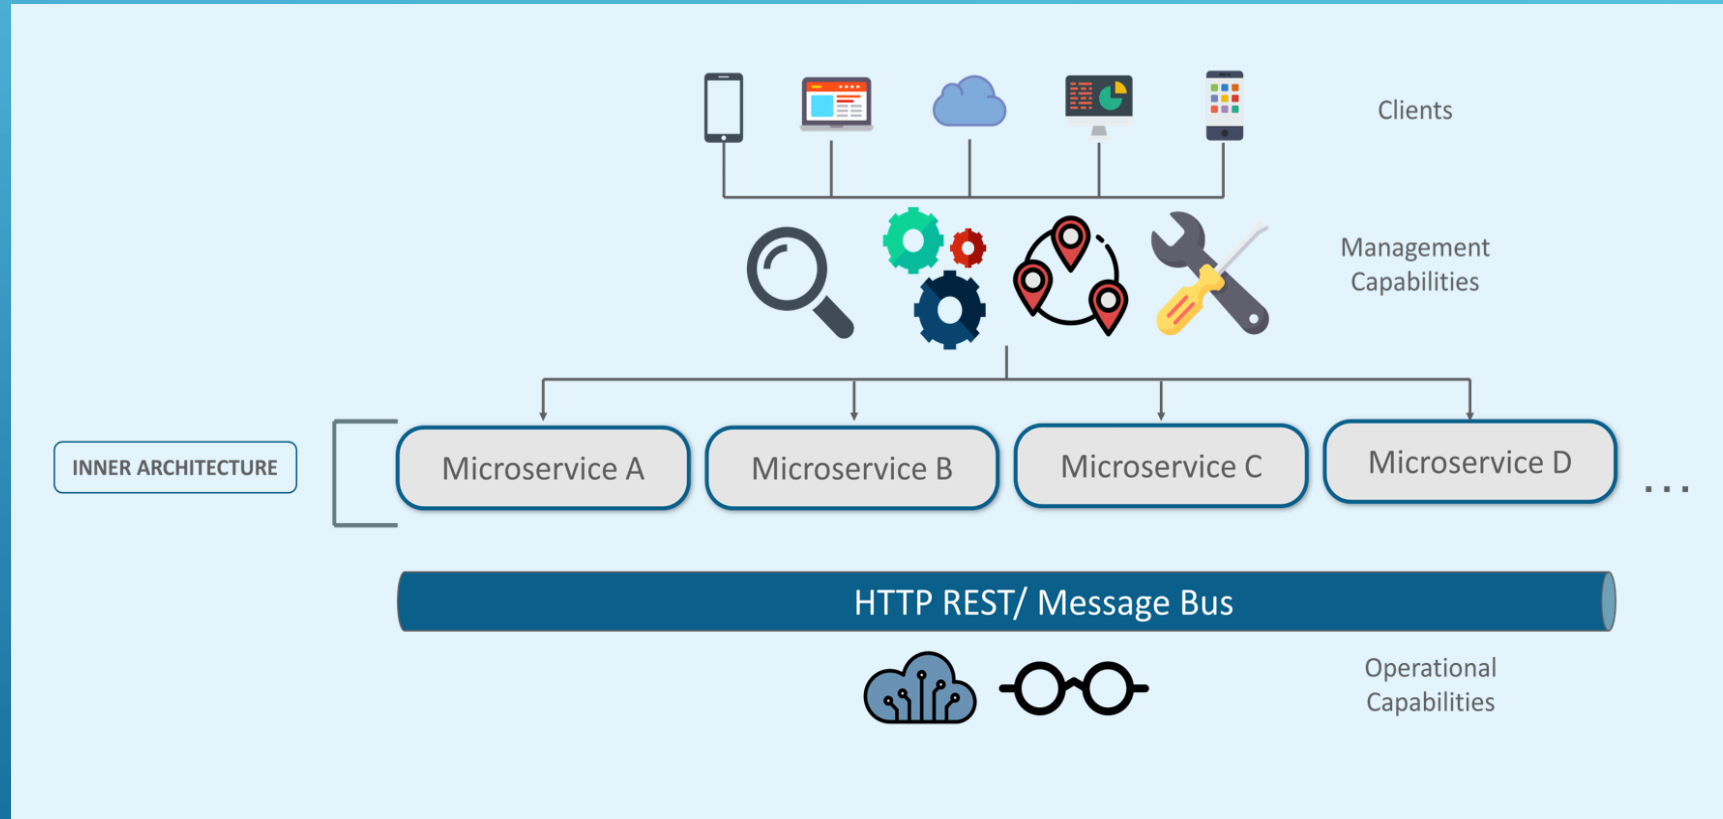 Clients
Management
Capabilities
INNER ARCHITECTURE
Microservice A
Microservice B
Microservice C
Microservice D
...
HTTP REST/ Message Bus
Operational
Capabilities